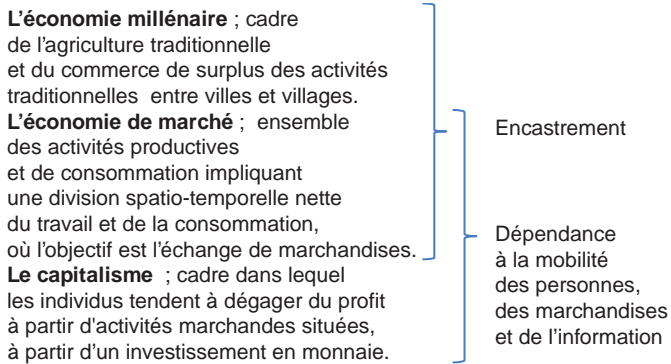 L'économie millénaire ; cadre
de l'agriculture traditionnelle
et du commerce de surplus des activités
traditionnelles entre villes et villages.
L'économie de marché ; ensemble
des activités productives
et de consommation impliquant
une division spatio-temporelle nette
du travail et de la consommation,
où l'objectif est l'échange de marchandises.
Le capitalisme ; cadre dans lequel
les individus tendent à dégager du profit
à partir d'activités marchandes situées,
à partir d'un investissement en monnaie.
Encastrement
Dépendance
à la mobilité
des personnes,
des marchandises
et de l'information